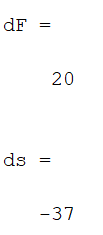 dF =
20
ds =
-37